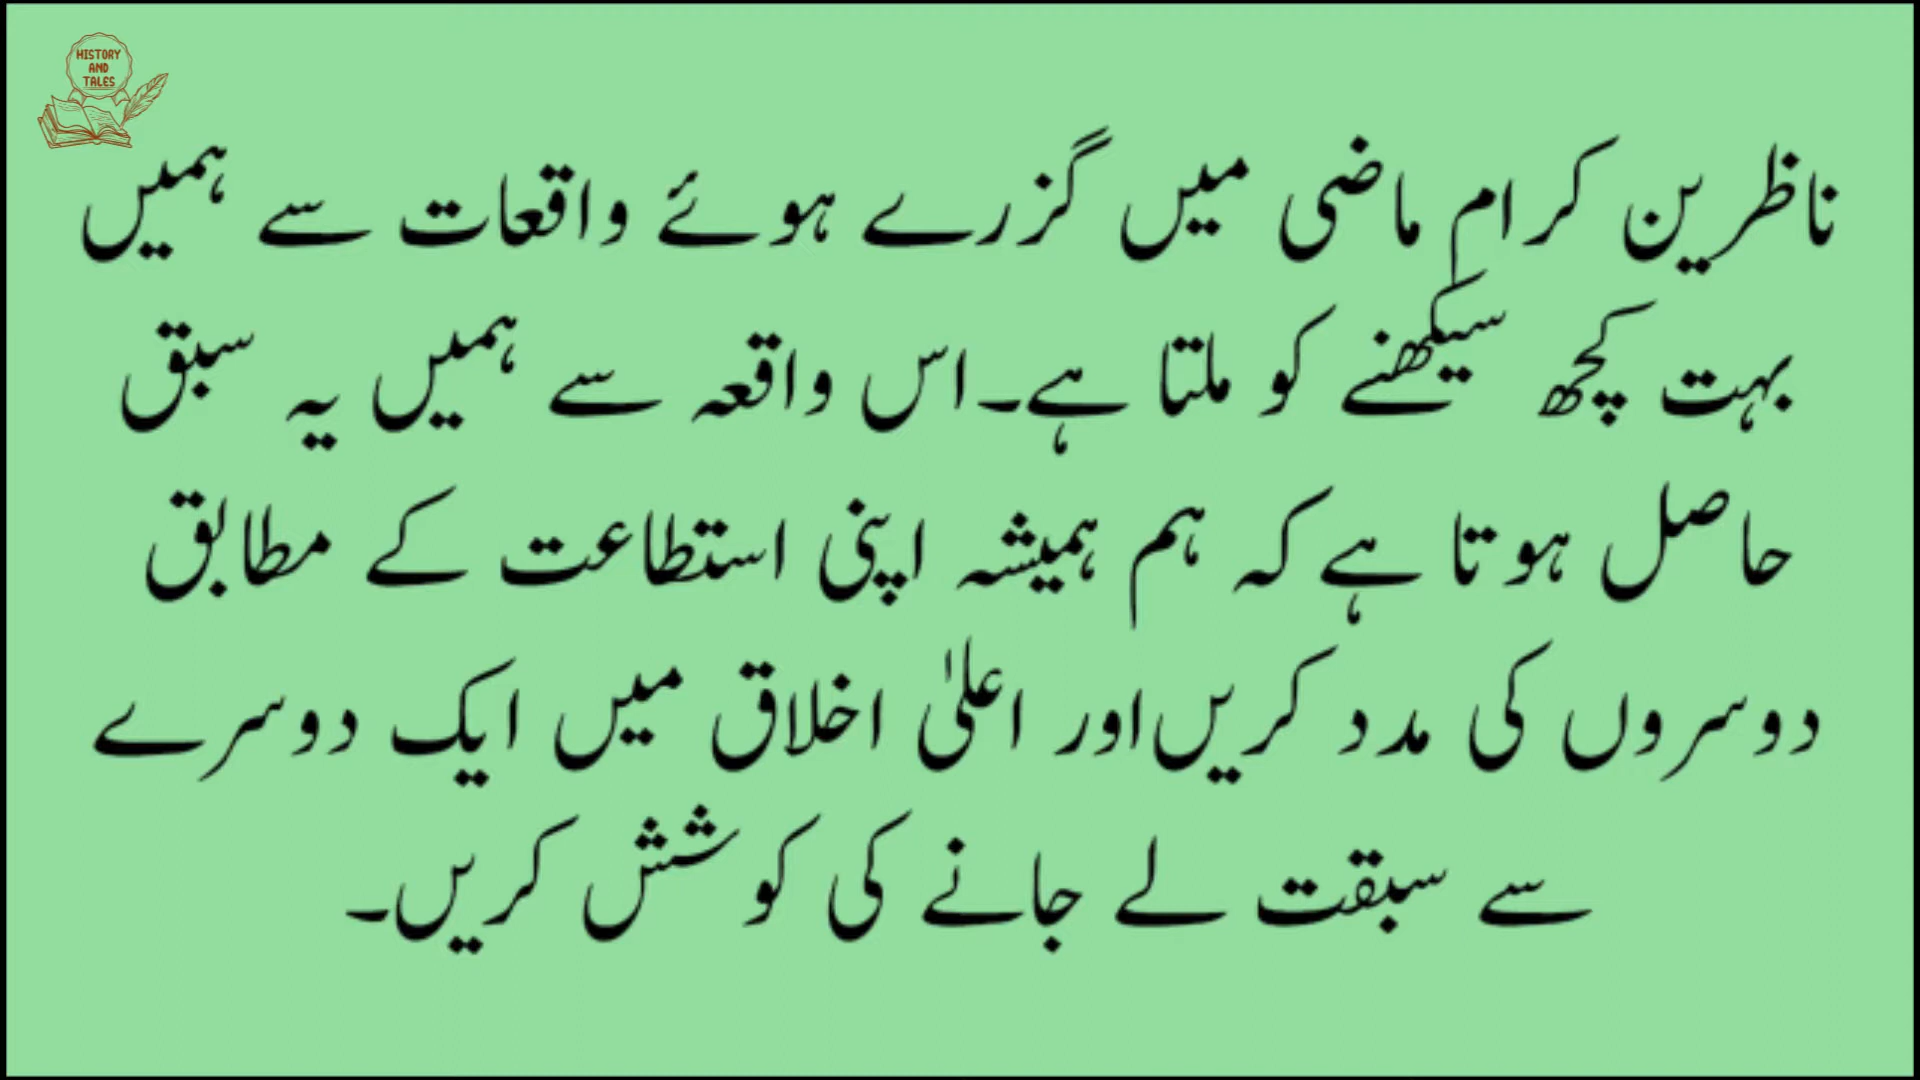 HISTORY
AND
TALES
ناظرین کرام ماضی میں گزرے ہوئے واقعات سے ہمیں
بہت کچھ سیکھنے کو ملتا ہے۔اس واقعہ سے ہمیں یہ سبق
حاصل ہوتا ہے کہ ہم ہمیشہ اپنی استطاعت کے مطابق
دوسروں کی مدد کریں اور اعلیٰ اخلاق میں ایک دوسرے
سے سبقت لے جانے کی کوشش کریں۔